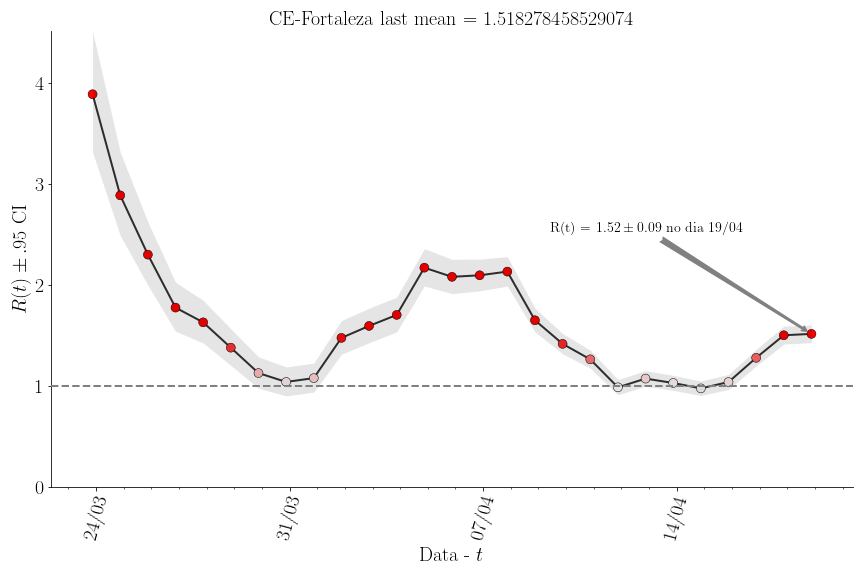 CE-Fortaleza last mean = 1.518278458529074
R(t) ± .95 CI
4
3
2
1
0
R(t) = 1.52 ± 0.09 no dia 19/04
24/03
31/03
07/04
14/04
Data - t